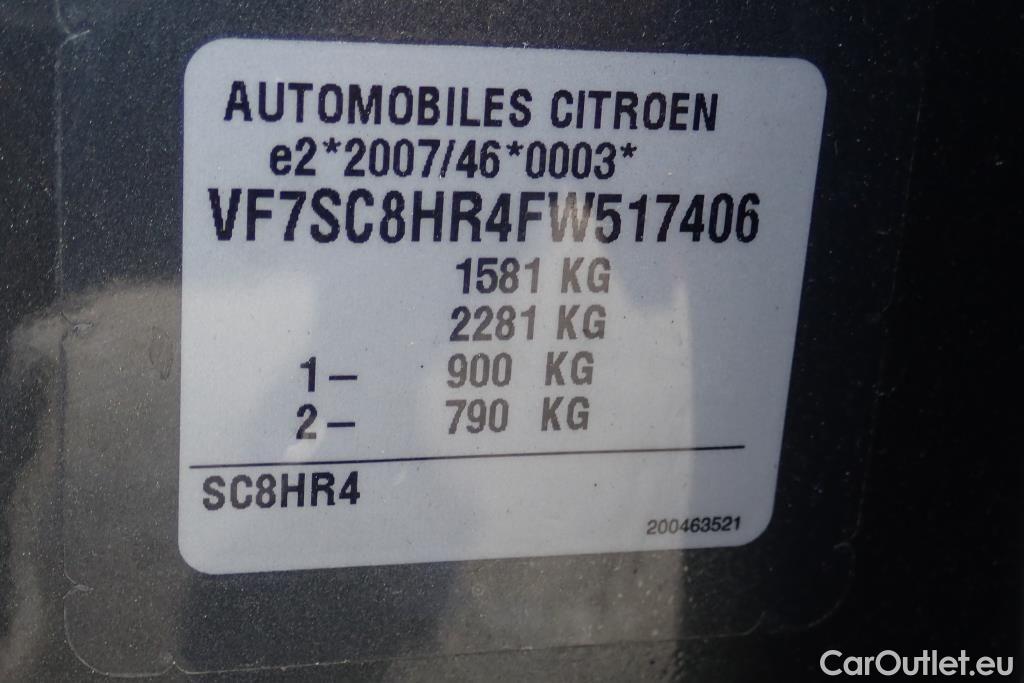 AUTOMOBILES CITROEN
e2*2007/46*0003*
VF7SC8HR4FW517406
1581 KG
2281 KG
1– 900 KG
2– 790 KG
SC8HR4
200463521
CarOutlet.eu